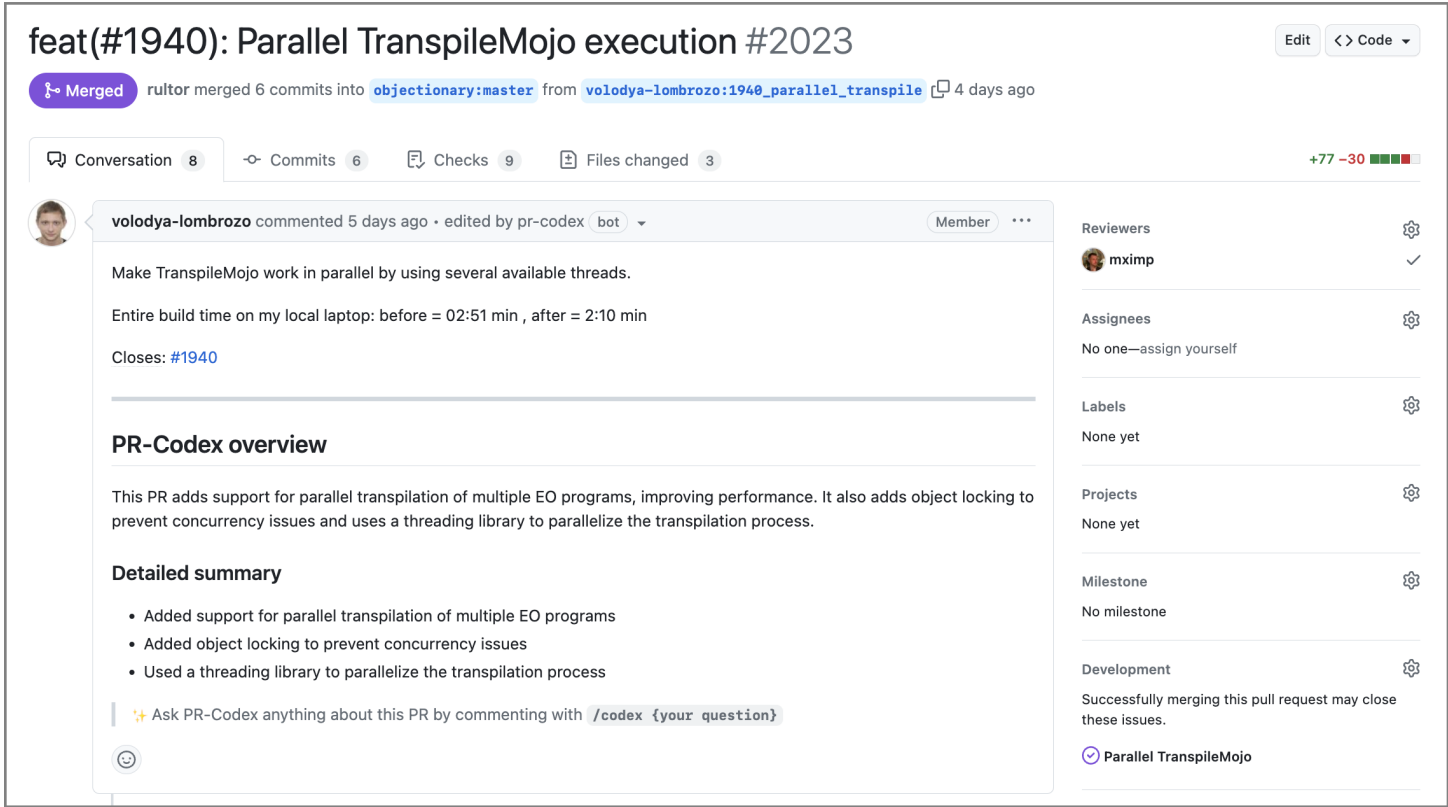 feat(#1940): Parallel TranspileMojo execution #2023
Edit
Code
Merged
rultor merged 6 commits into objectionary:master from volodya-lombrozo:1940_parallel_transpile 4 days ago
Conversation 8
Commits 6
Checks 9
Files changed 3
+77 −30
volodya-lombrozo commented 5 days ago • edited by pr-codex bot
Member
Make TranspileMojo work in parallel by using several available threads.
Entire build time on my local laptop: before = 02:51 min , after = 2:10 min
Closes: #1940
PR-Codex overview
This PR adds support for parallel transpilation of multiple EO programs, improving performance. It also adds object locking to
prevent concurrency issues and uses a threading library to parallelize the transpilation process.
Detailed summary
• Added support for parallel transpilation of multiple EO programs
• Added object locking to prevent concurrency issues
• Used a threading library to parallelize the transpilation process
✨ Ask PR-Codex anything about this PR by commenting with /codex {your question}
Reviewers
mximp
Assignees
No one—assign yourself
Labels
None yet
Projects
None yet
Milestone
No milestone
Development
Successfully merging this pull request may close
these issues.
Parallel TranspileMojo